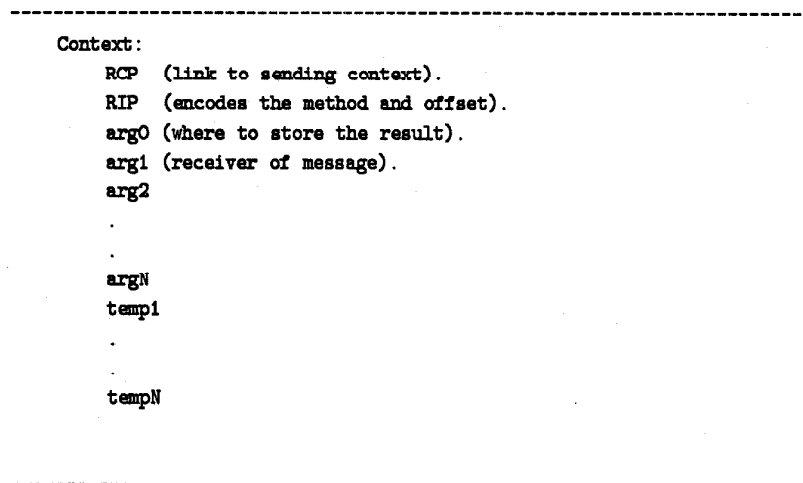 Context:
RCP (link to sending context).
RIP (encodes the method and offset).
arg0 (where to store the result).
arg1 (receiver of message).
arg2
.
.
argN
temp1
.
.
tempN